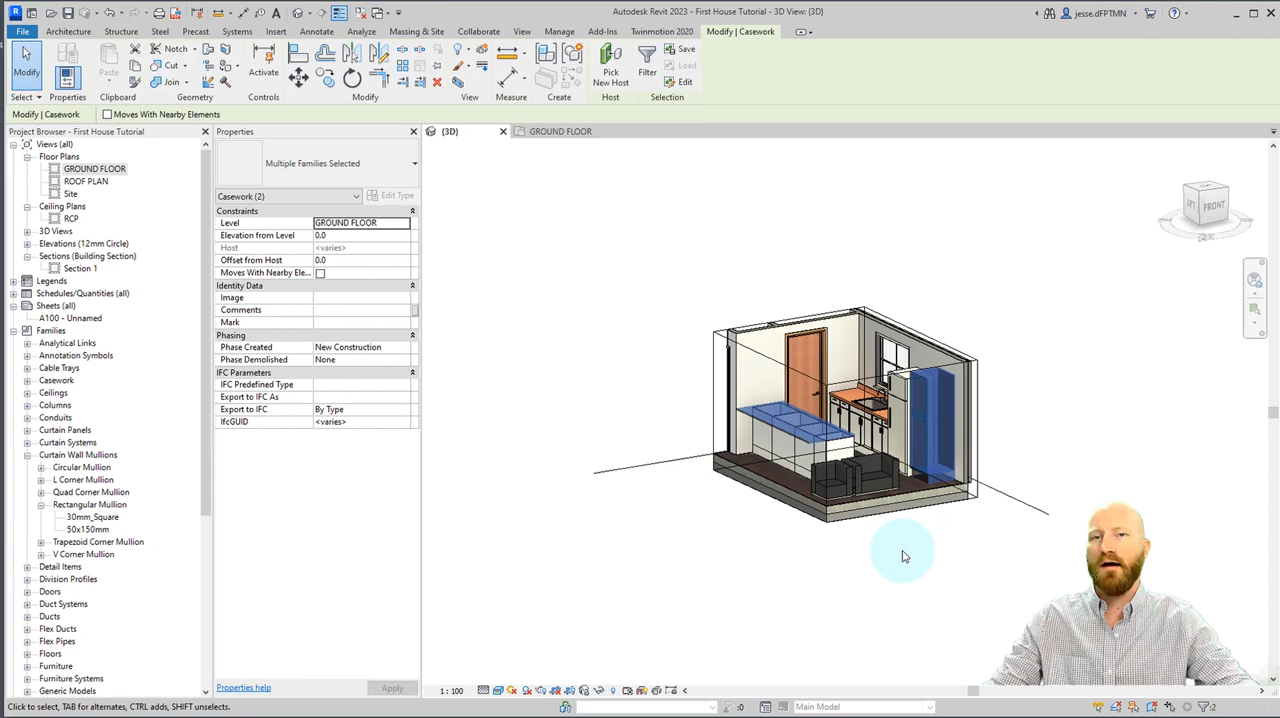 R
Autodesk Revit 2023 - First House Tutorial - 3D View: {3D}
jesse.dFPTMN
File Architecture Structure Steel Precast Systems Insert Annotate Analyze Massing & Site Collaborate View Manage Add-Ins Twinmotion 2020 Modify | Casework
Modify
Paste
Notch
Cut
Join
Activate
Pick New Host
Filter
Save
Load
Edit
Select Properties Clipboard Geometry Controls Modify View Measure Create Host Selection
Modify | Casework Moves With Nearby Elements
Project Browser - First House Tutorial
Views (all)
Floor Plans
GROUND FLOOR
ROOF PLAN
Site
Ceiling Plans
RCP
3D Views
Elevations (12mm Circle)
Sections (Building Section)
Section 1
Legends
Schedules/Quantities (all)
Sheets (all)
A100 - Unnamed
Families
Analytical Links
Annotation Symbols
Cable Trays
Casework
Ceilings
Columns
Conduits
Curtain Panels
Curtain Systems
Curtain Wall Mullions
Circular Mullion
L Corner Mullion
Quad Corner Mullion
Rectangular Mullion
30mm_Square
50x150mm
Trapezoid Corner Mullion
V Corner Mullion
Detail Items
Division Profiles
Doors
Duct Systems
Ducts
Flex Ducts
Flex Pipes
Floors
Furniture
Furniture Systems
Generic Models
Properties
Multiple Families Selected
Casework (2) Edit Type
Constraints
Level GROUND FLOOR
Elevation from Level 0.0
Host <varies>
Offset from Host 0.0
Moves With Nearby Ele...
Identity Data
Image
Comments
Mark
Phasing
Phase Created New Construction
Phase Demolished None
IFC Parameters
IFC Predefined Type
Export to IFC As
Export to IFC By Type
IfcGUID <varies>
Properties help Apply
{3D} GROUND FLOOR
LEFT FRONT
1 : 100
Click to select, TAB for alternates, CTRL adds, SHIFT unselects.
:0
Main Model
:2